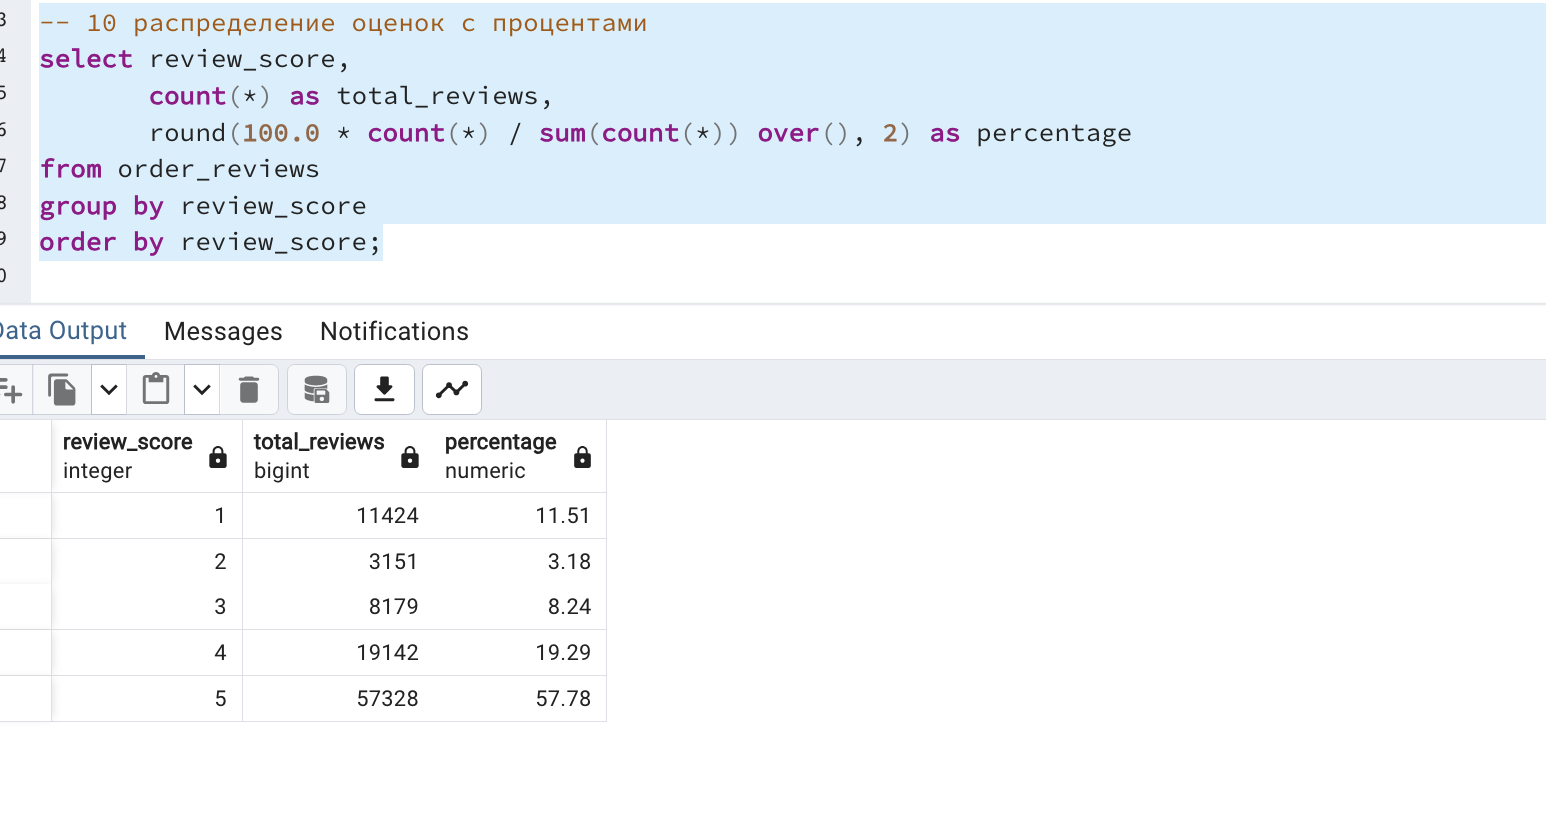 3 -- 10 распределение оценок с процентами
4 select review_score,
5 count(*) as total_reviews,
6 round(100.0 * count(*) / sum(count(*)) over(), 2) as percentage
7 from order_reviews
8 group by review_score
9 order by review_score;
0
Data Output Messages Notifications
review_score total_reviews percentage
integer bigint numeric
1 11424 11.51
2 3151 3.18
3 8179 8.24
4 19142 19.29
5 57328 57.78